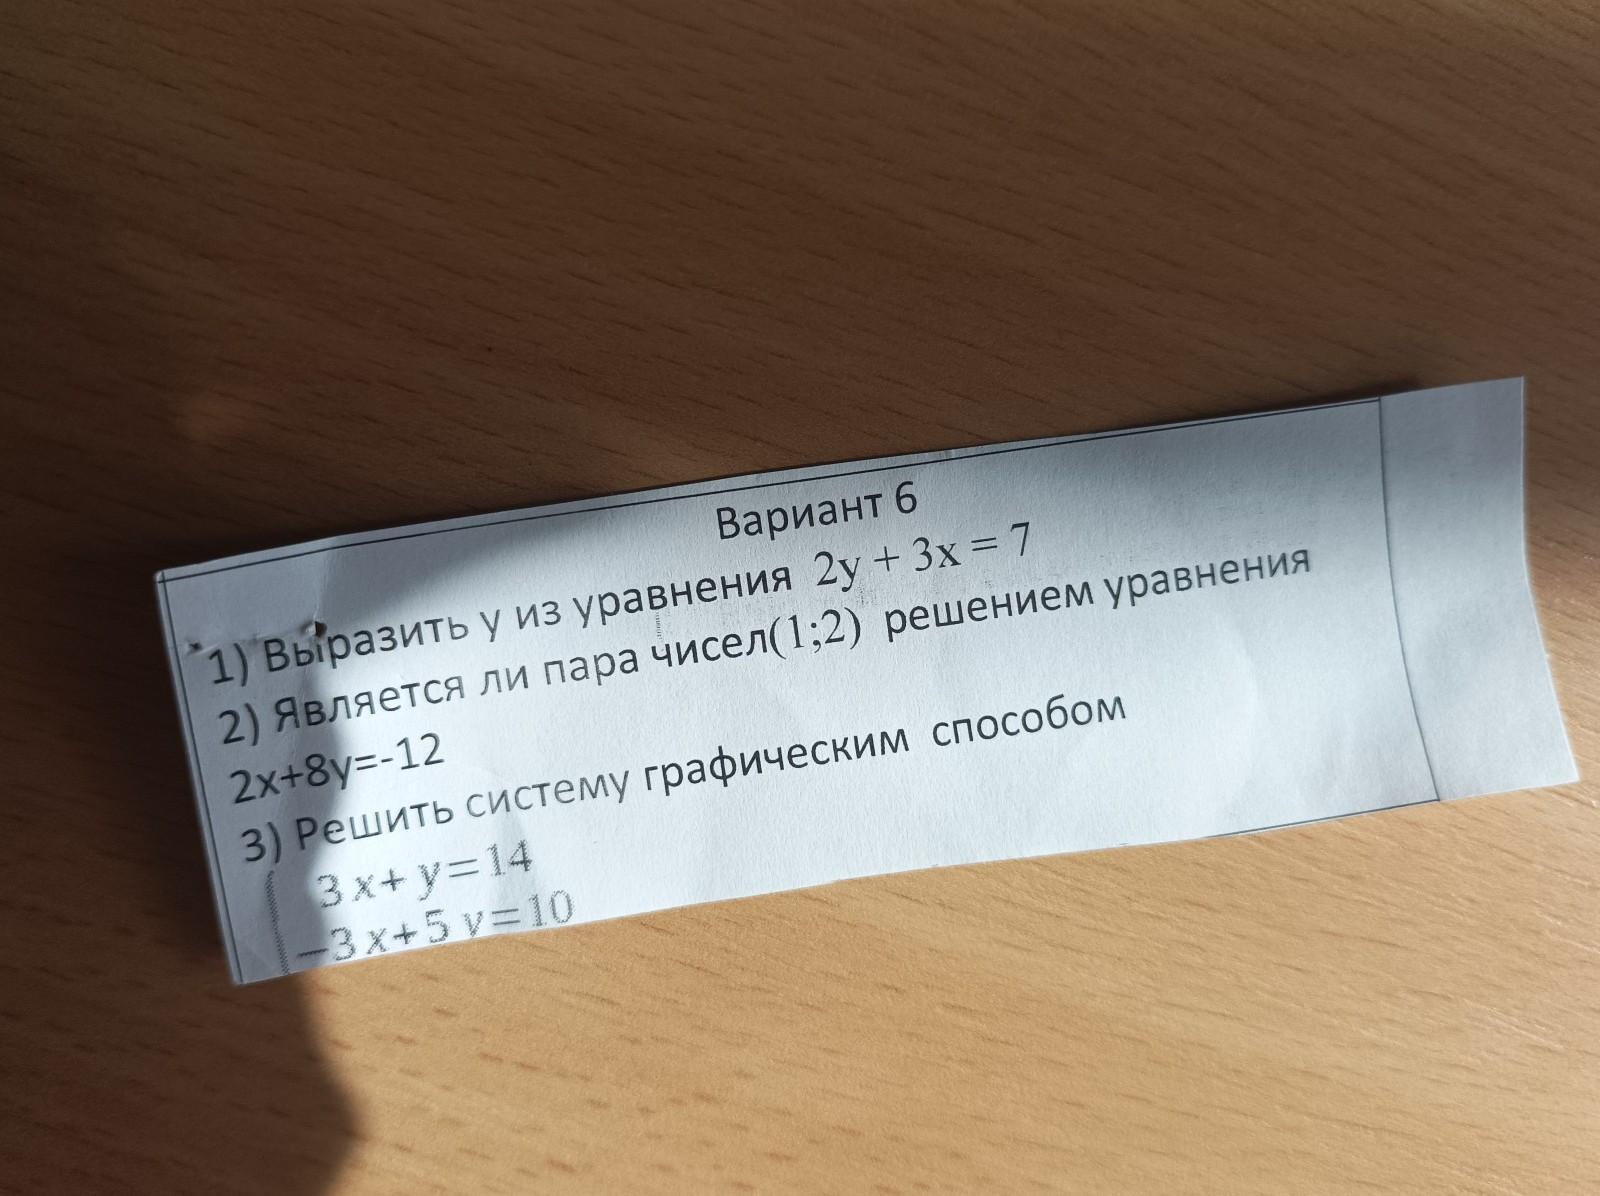 Вариант 6
1) Выразить у из уравнения 2y + 3x = 7
2) Является ли пара чисел(1;2) решением уравнения
2x+8y=-12
3) Решить систему графическим способом
3x+y=14
−3x+5y=10